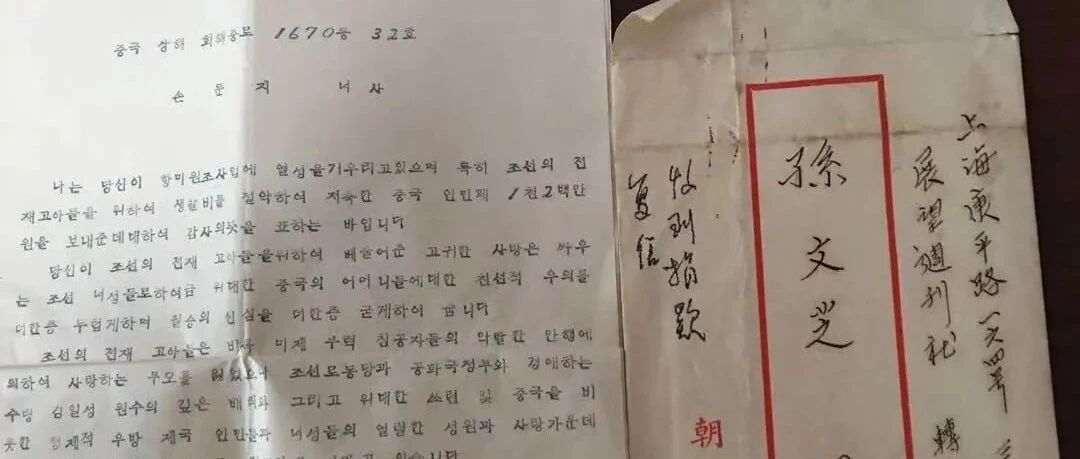 중국 상해 회해중로 1670등 32호
손 문 지 녀사
나는 당신이 항미원조사업에 열성을기우리고있으며 특히 조선의 전
재고아들을 위하여 생활비를 절약하여 저축한 중국 인민폐 1천2백만
원을 보내준데대하여 감사의뜻을 표하는 바입니다
당신이 조선의 전재 고아들을위하여 베풀어준 고귀한 사랑은 싸우
는 조선 녀성들로하여금 위대한 중국의 어머니들에대한 친선적 우의를
더한층 두텁게하며 필승의 신심을 더한층 굳게하여 줍니다
조선의 전재 고아들은 비록 미제 무력 침공자들의 악랄한 만행에
의하여 사랑하는 부모를 잃었으나 조선로동당과 공화국정부와 경애하는
수령 김일성 원수의 깊은 배려와 그리고 위대한 쏘련 및 중국을 비
롯한 형제적 우방 제국 인민들과 녀성들의 열렬한 성원과 사랑가운데
上海 平路一六四号
展望週刊社 轉
孫文芝
收到捐款
复信
朝